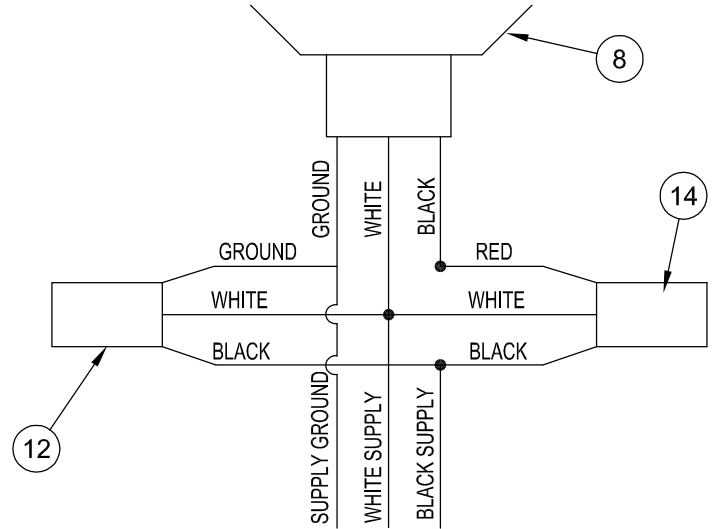 8
GROUND
WHITE
BLACK
14
GROUND
RED
WHITE
WHITE
BLACK
BLACK
12
SUPPLY GROUND
WHITE SUPPLY
BLACK SUPPLY